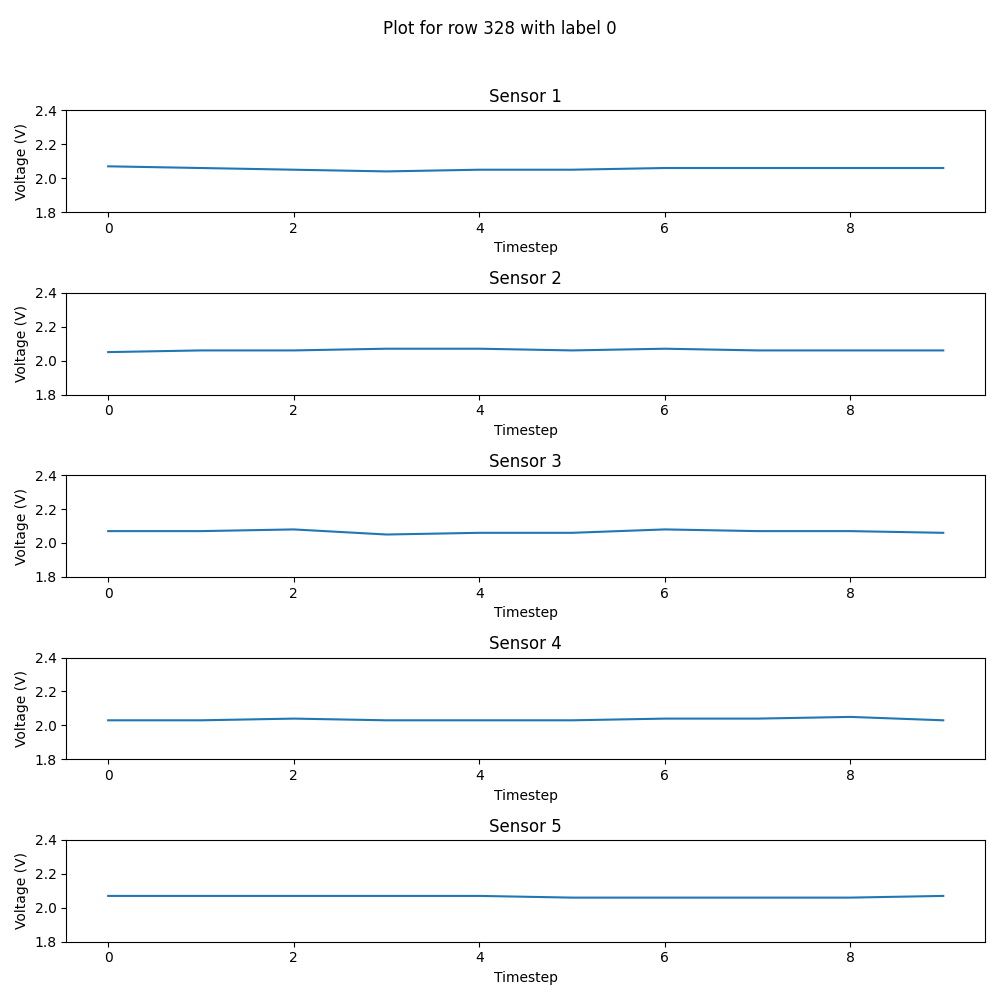 Plot for row 328 with label 0
Sensor 1
2.4
2.2
2.0
1.8
Voltage (V)
0 2 4 6 8
Timestep
Sensor 2
2.4
2.2
2.0
1.8
Voltage (V)
0 2 4 6 8
Timestep
Sensor 3
2.4
2.2
2.0
1.8
Voltage (V)
0 2 4 6 8
Timestep
Sensor 4
2.4
2.2
2.0
1.8
Voltage (V)
0 2 4 6 8
Timestep
Sensor 5
2.4
2.2
2.0
1.8
Voltage (V)
0 2 4 6 8
Timestep